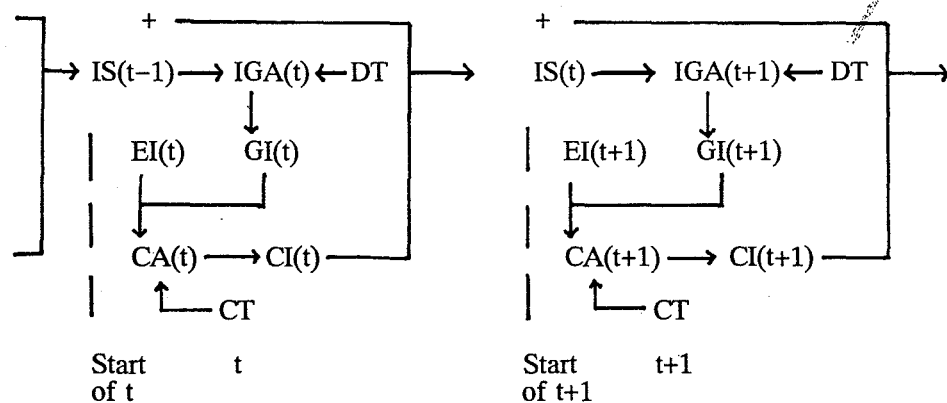 + +
IS(t−1) IGA(t) DT IS(t) IGA(t+1) DT
EI(t) GI(t) EI(t+1) GI(t+1)
CA(t) CI(t) CA(t+1) CI(t+1)
CT CT
Start t Start t+1
of t of t+1